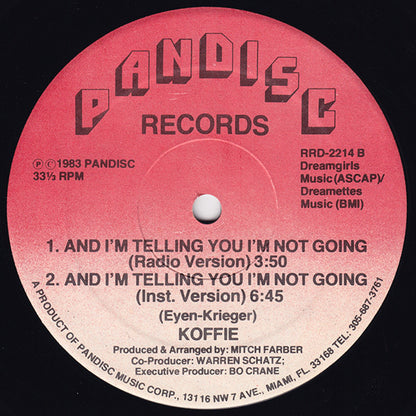 PANDISC
RECORDS
RRD-2214 B
Dreamgirls
Music (ASCAP)/
Dreamettes
Music (BMI)
Ⓟ ©1983 PANDISC
33⅓ RPM
1. AND I'M TELLING YOU I'M NOT GOING
(Radio Version) 3:50
2. AND I'M TELLING YOU I'M NOT GOING
(Inst. Version) 6:45
(Eyen-Krieger)
KOFFIE
Produced & Arranged by: MITCH FARBER
Co-Producer: WARREN SCHATZ;
Executive Producer: BO CRANE
A PRODUCT OF PANDISC MUSIC CORP., 13116 NW 7 AVE., MIAMI, FL. 33168 TEL: 305-687-3761